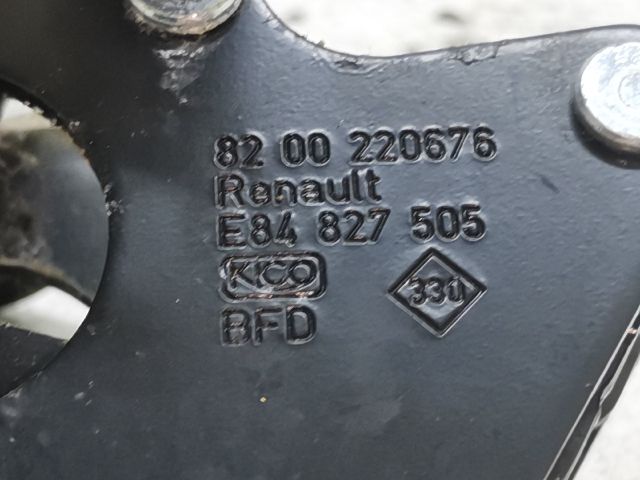 82 00 220676
Renault
E84 827 505
KICO 330
BFD